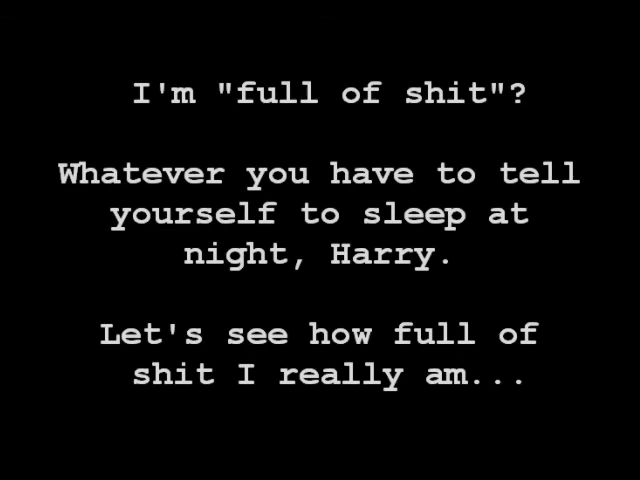 I'm "full of shit"?
Whatever you have to tell
yourself to sleep at
night, Harry.
Let's see how full of
shit I really am...